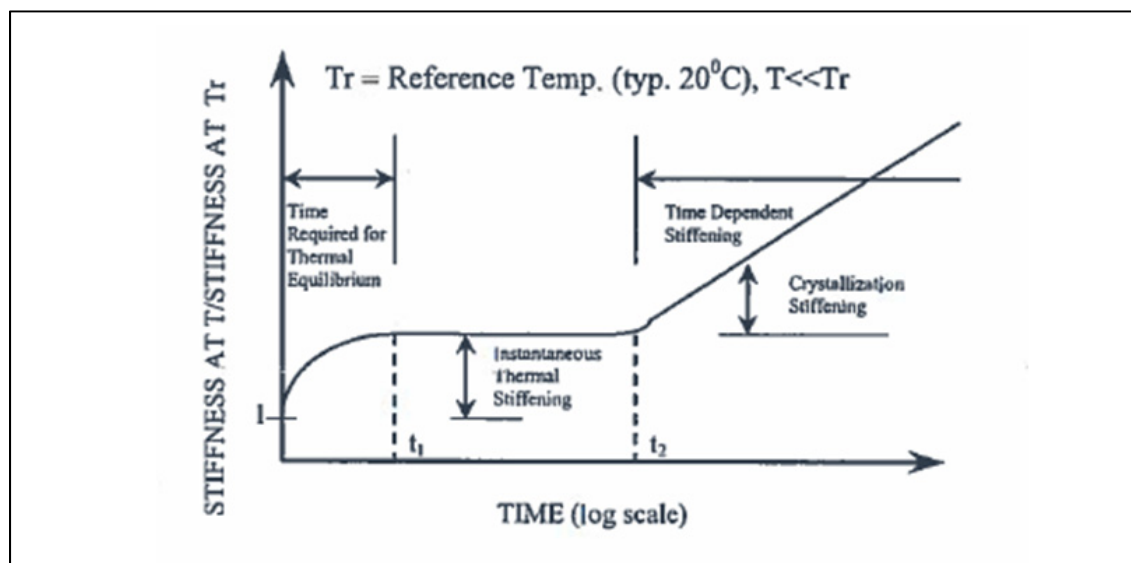 Tr = Reference Temp. (typ. 20⁰C), T<<Tr
STIFFNESS AT T/STIFFNESS AT Tr
Time
Required for
Thermal
Equilibrium
Time Dependent
Stiffening
Crystallization
Stiffening
Instantaneous
Thermal
Stiffening
1
t₁
t₂
TIME (log scale)